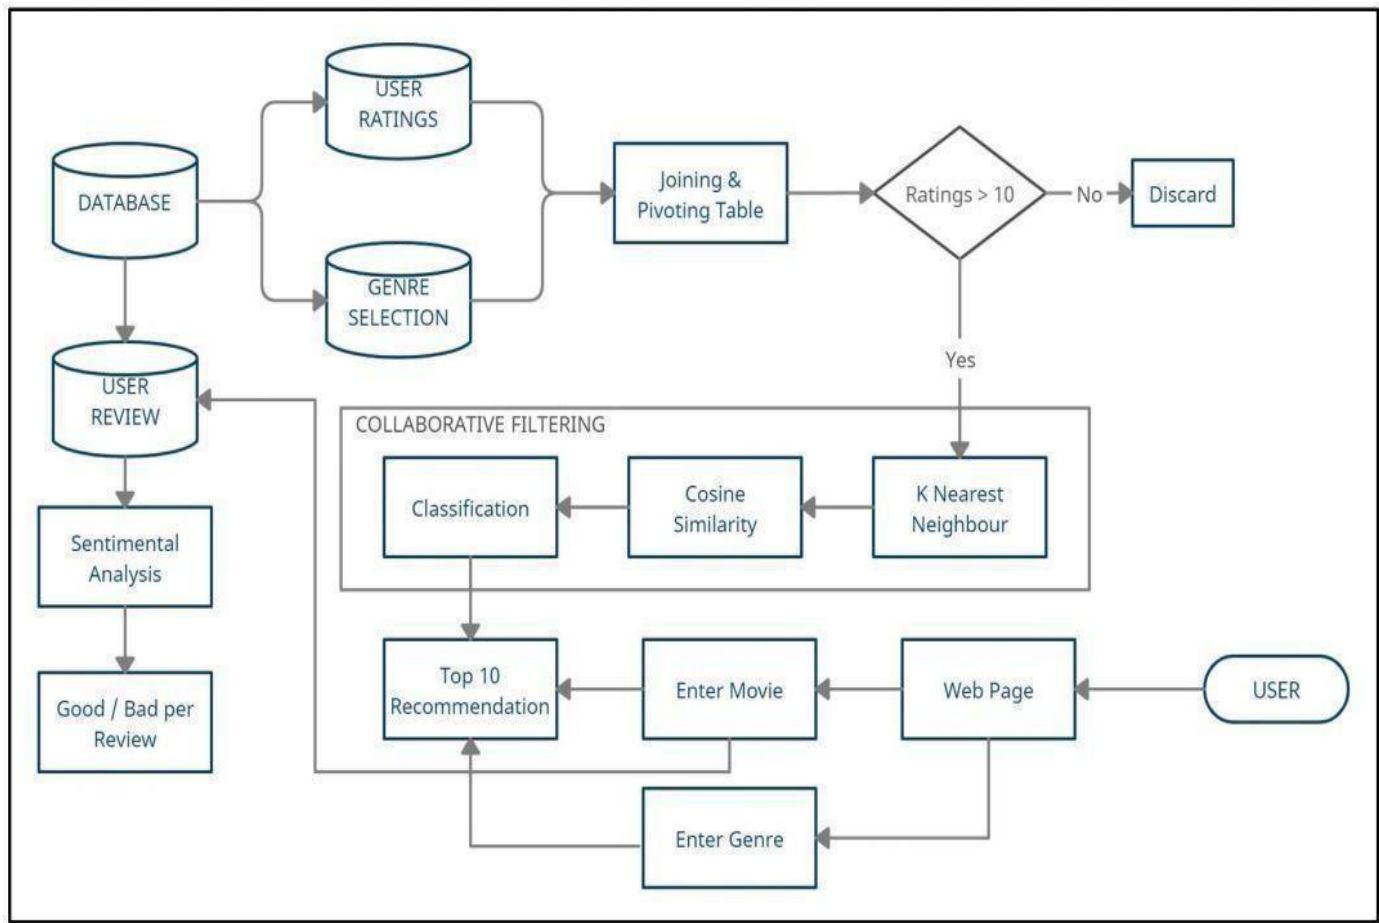 USER
RATINGS
DATABASE
Joining &
Pivoting Table
Ratings > 10
No
Discard
GENRE
SELECTION
Yes
USER
REVIEW
COLLABORATIVE FILTERING
Classification
Cosine
Similarity
K Nearest
Neighbour
Sentimental
Analysis
Top 10
Recommendation
Enter Movie
Web Page
USER
Good / Bad per
Review
Enter Genre